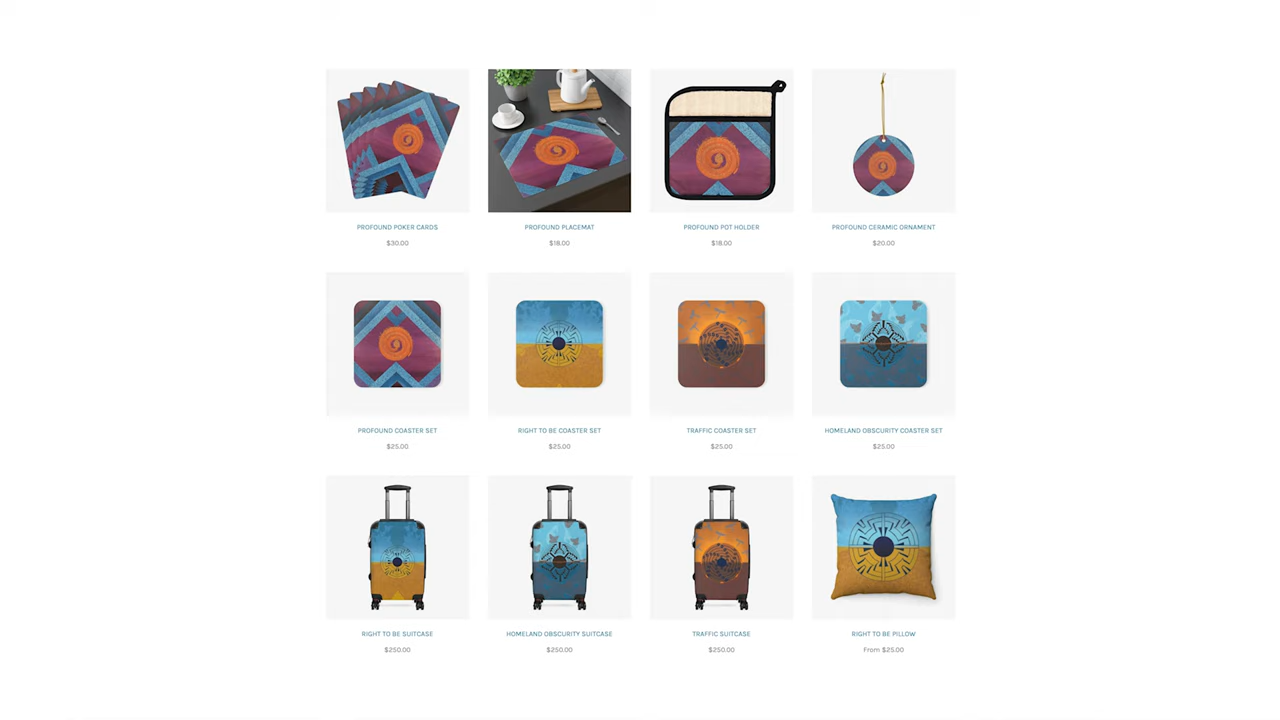 PROFOUND POKER CARDS
$30.00
PROFOUND PLACEMAT
$18.00
PROFOUND POT HOLDER
$18.00
PROFOUND CERAMIC ORNAMENT
$20.00
PROFOUND COASTER SET
$25.00
RIGHT TO BE COASTER SET
$25.00
TRAFFIC COASTER SET
$25.00
HOMELAND OBSCURITY COASTER SET
$25.00
RIGHT TO BE SUITCASE
$250.00
HOMELAND OBSCURITY SUITCASE
$250.00
TRAFFIC SUITCASE
$250.00
RIGHT TO BE PILLOW
From $25.00